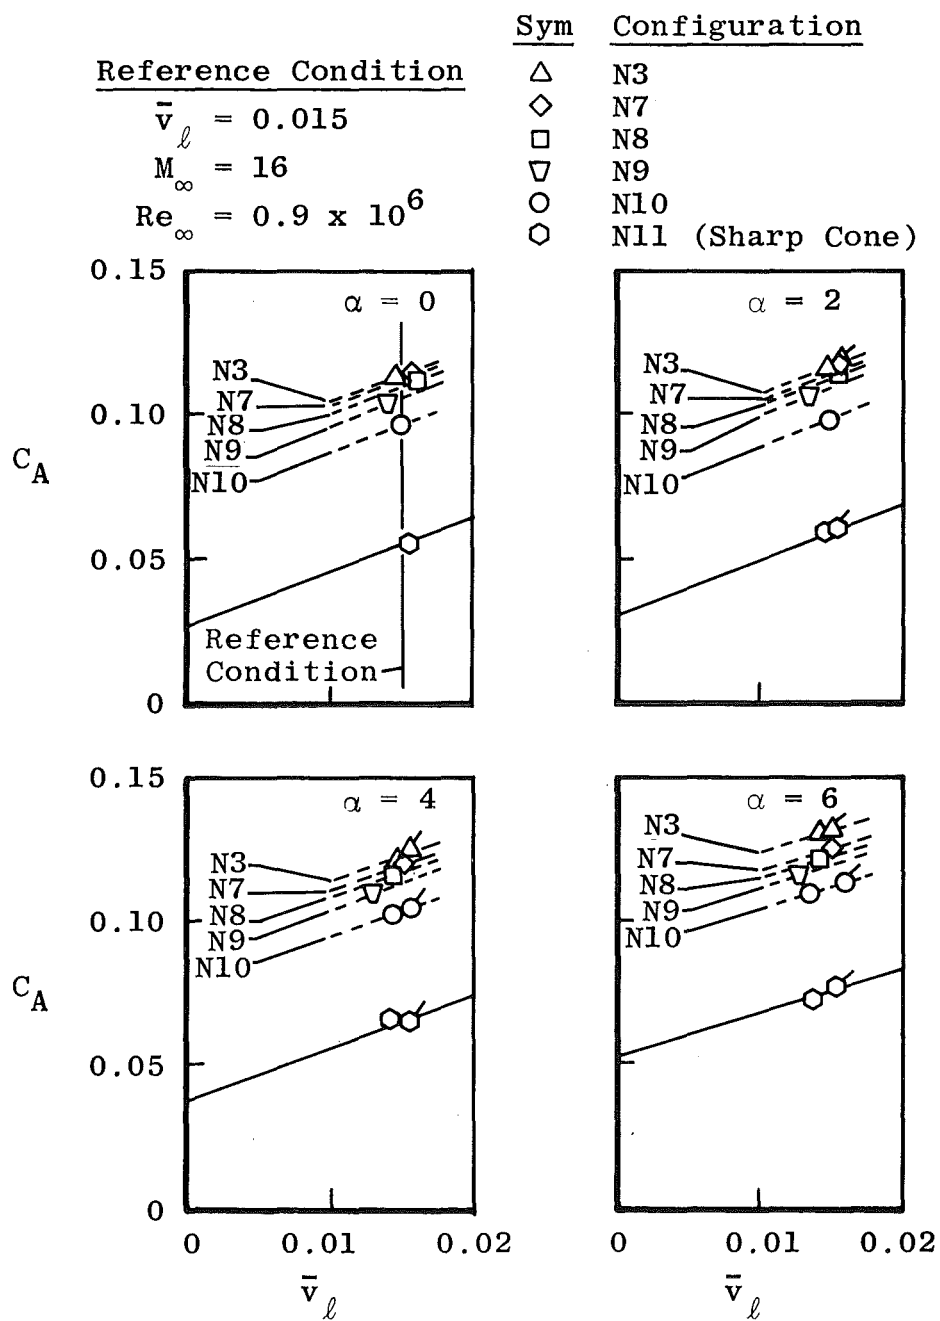 Sym Configuration
Reference Condition
v̄ℓ = 0.015
M∞ = 16
Re∞ = 0.9 x 10⁶
N3
N7
N8
N9
N10
N11 (Sharp Cone)
0.15
0.10
0.05
0
CA
α = 0
N3
N7
N8
N9
N10
Reference
Condition
α = 2
N3
N7
N8
N9
N10
0.15
0.10
0.05
0
CA
α = 4
N3
N7
N8
N9
N10
0 0.01 0.02
v̄ℓ
α = 6
N3
N7
N8
N9
N10
0 0.01 0.02
v̄ℓ